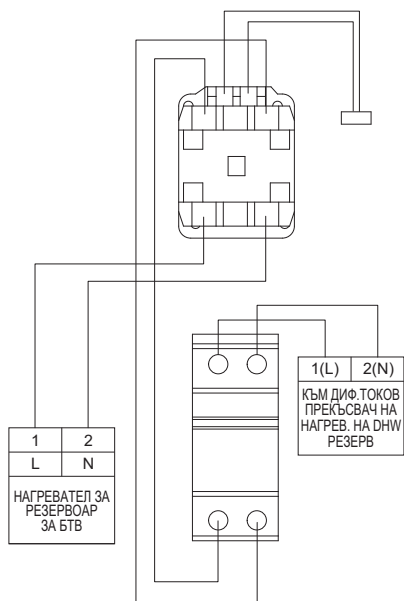 1(L) 2(N)
КЪМ ДИФ.ТОКОВ
ПРЕКЪСВАЧ НА
НАГРЕВ. НА DHW
РЕЗЕРВ
1 2
L N
НАГРЕВАТЕЛ ЗА
РЕЗЕРВОАР
ЗА БТВ